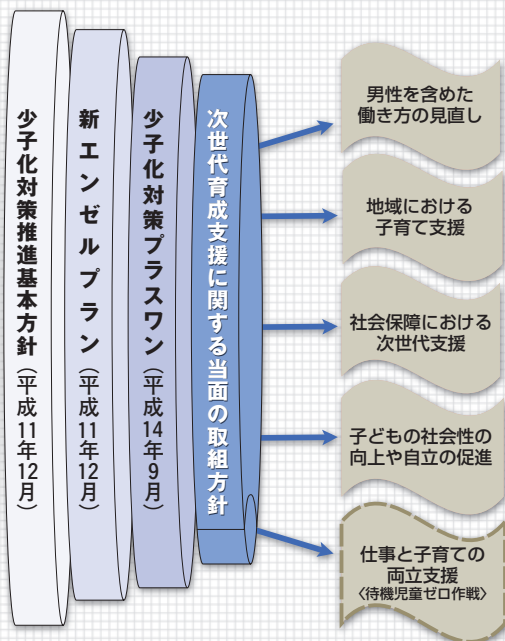 少子化対策推進基本方針（平成11年12月）
新エンゼルプラン（平成11年12月）
少子化対策プラスワン（平成14年9月）
次世代育成支援に関する当面の取組方針
男性を含めた
働き方の見直し
地域における
子育て支援
社会保障における
次世代支援
子どもの社会性の
向上や自立の促進
仕事と子育ての
両立支援
〈待機児童ゼロ作戦〉